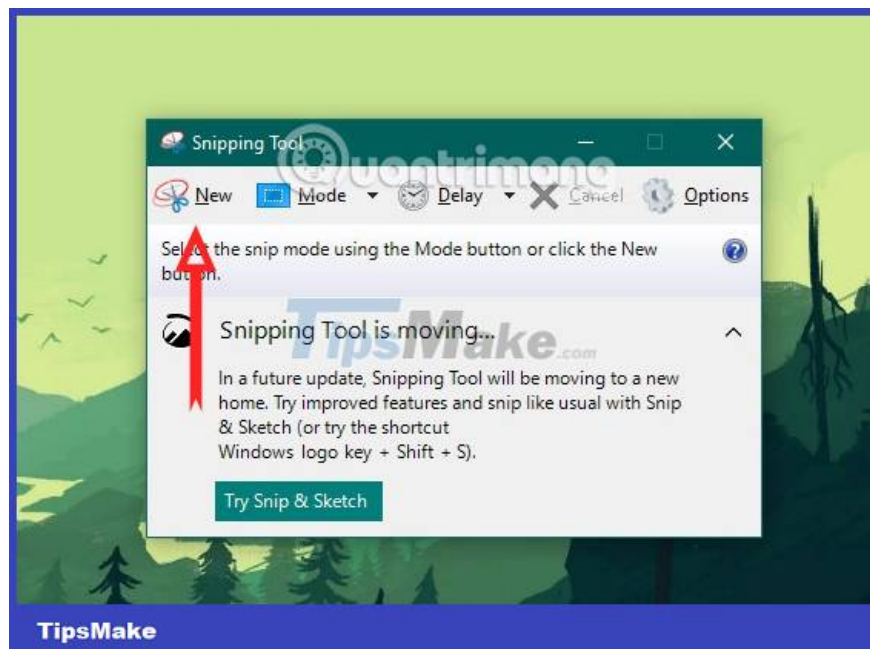 Snipping Tool
Quantrimang
New Mode Delay Cancel Options
Select the snip mode using the Mode button or click the New
button.
Snipping Tool is moving...
TipsMake.com
In a future update, Snipping Tool will be moving to a new
home. Try improved features and snip like usual with Snip
& Sketch (or try the shortcut
Windows logo key + Shift + S).
Try Snip & Sketch
TipsMake